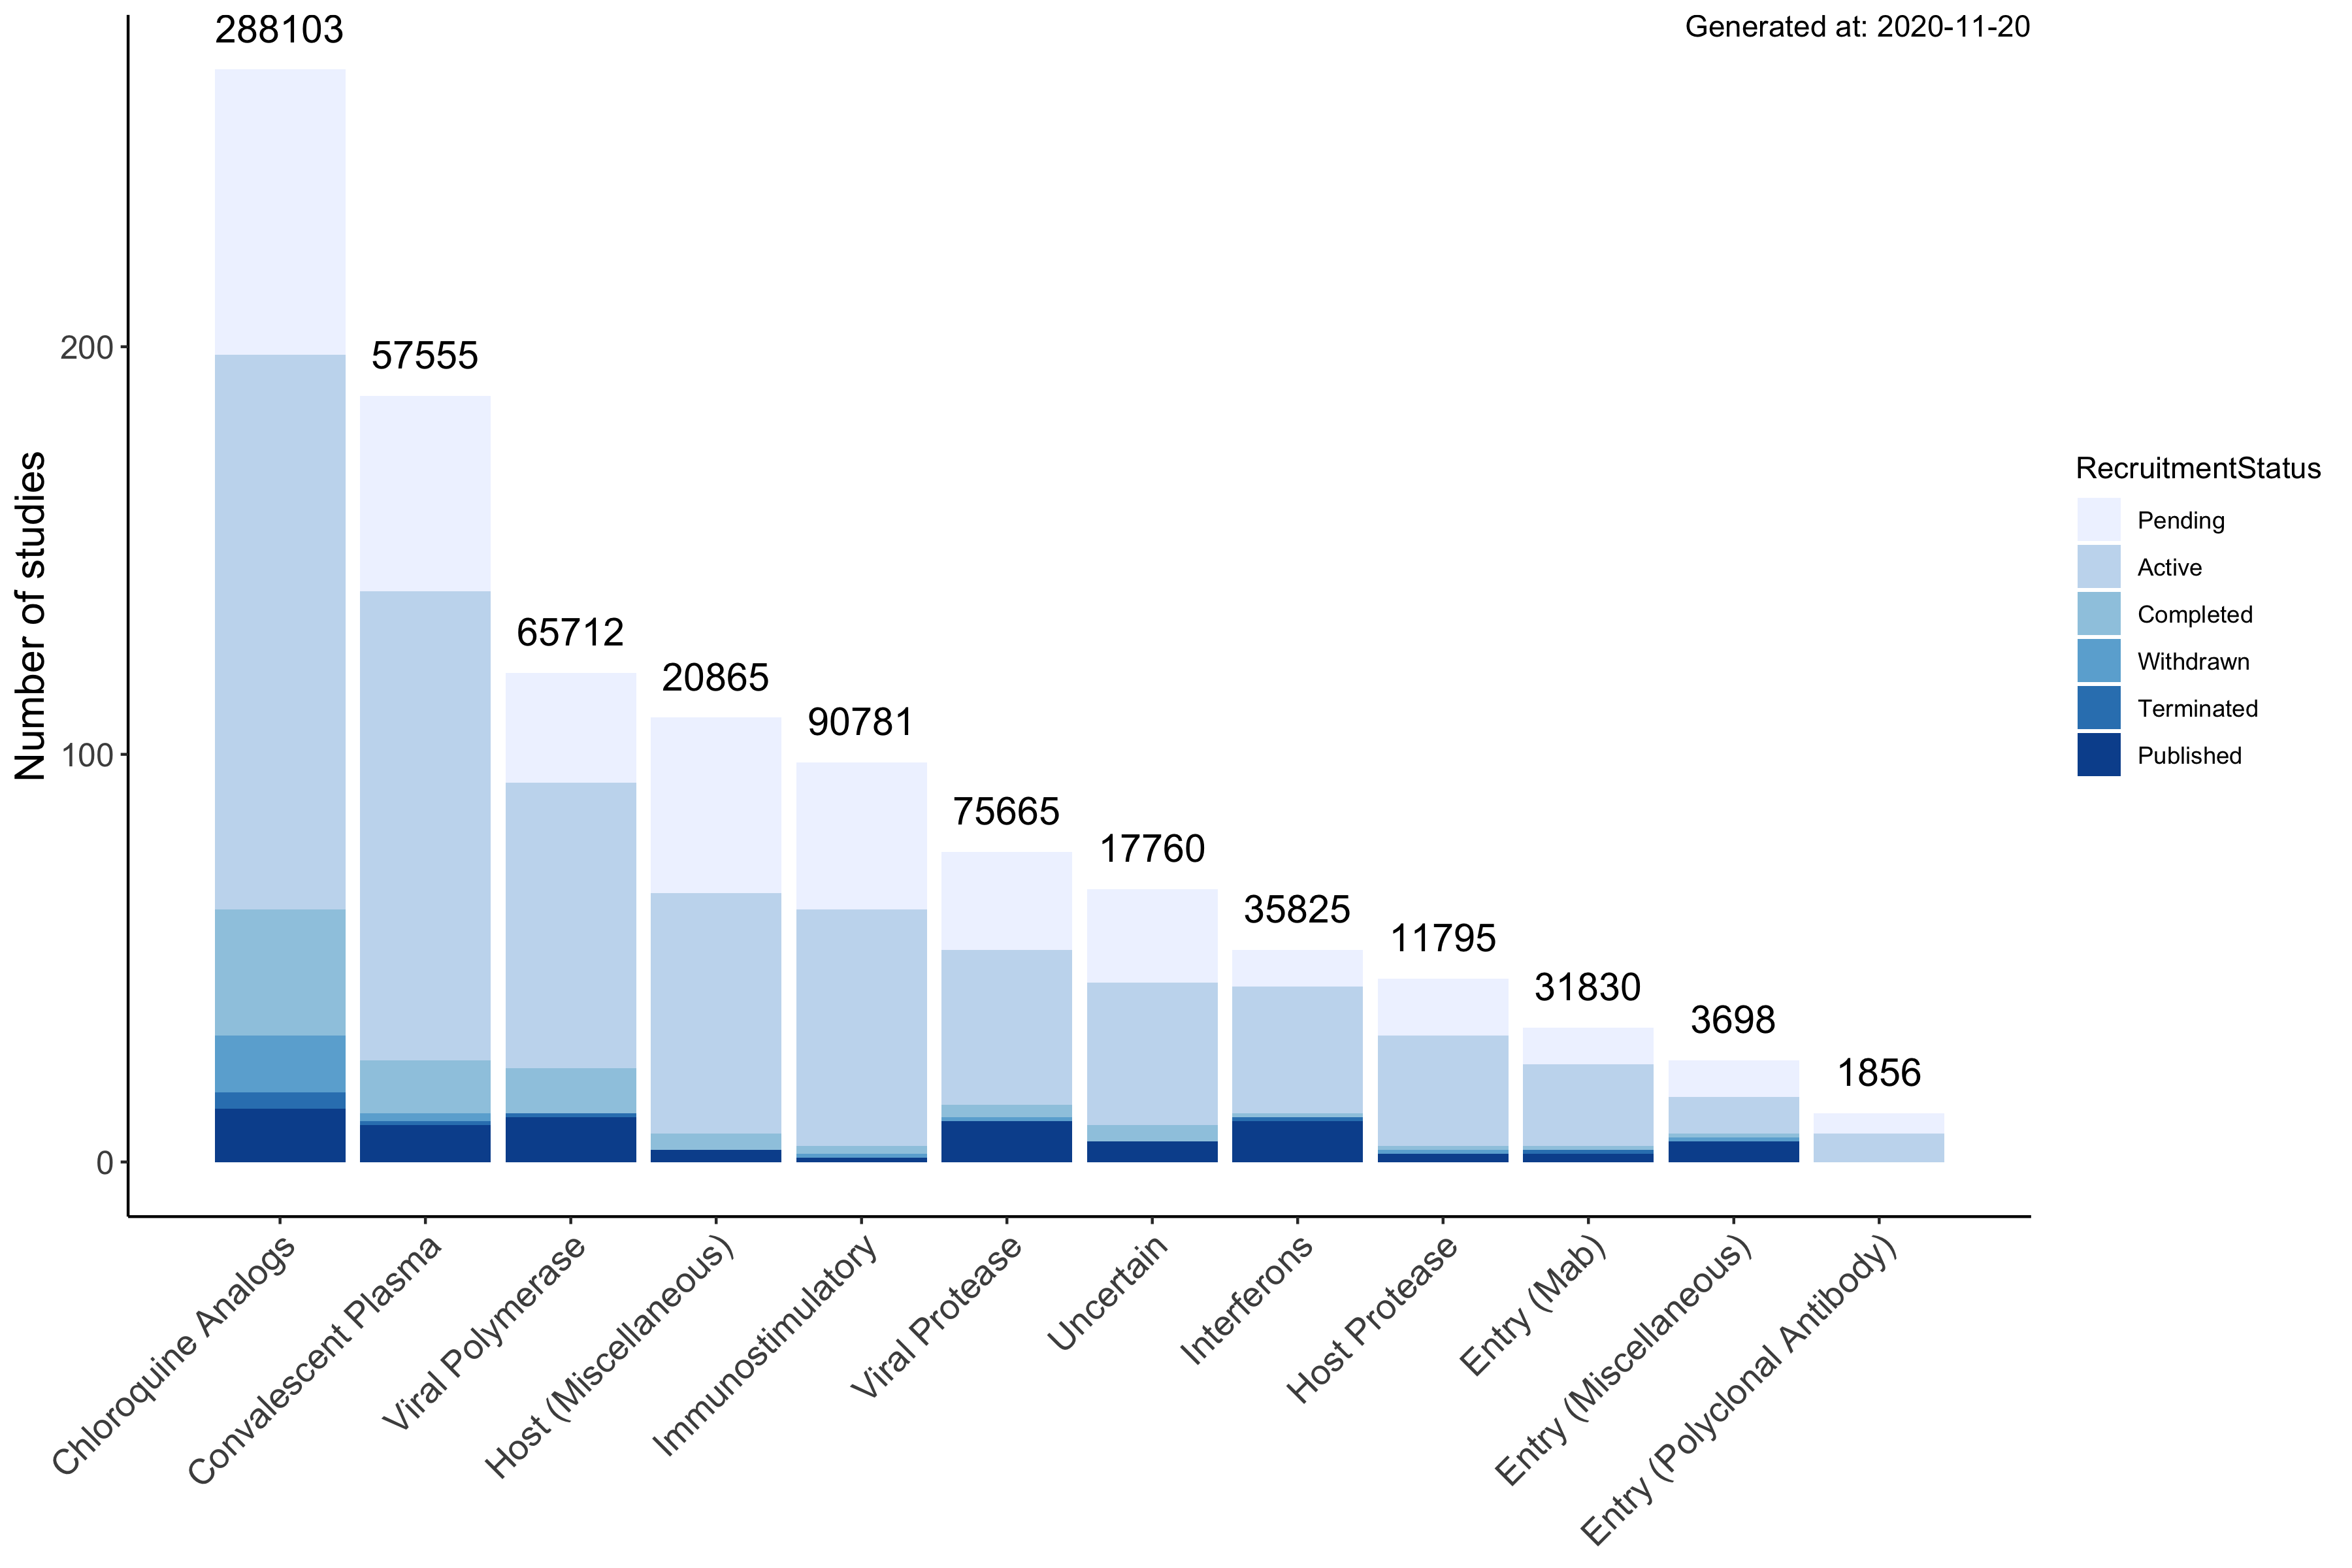 Generated at: 2020-11-20
288103
57555
65712
20865
90781
75665
17760
35825
11795
31830
3698
1856
Number of studies
200
100
0
Chloroquine Analogs
Convalescent Plasma
Viral Polymerase
Host (Miscellaneous)
Immunostimulatory
Viral Protease
Uncertain
Interferons
Host Protease
Entry (Mab)
Entry (Miscellaneous)
Entry (Polyclonal Antibody)
RecruitmentStatus
Pending
Active
Completed
Withdrawn
Terminated
Published